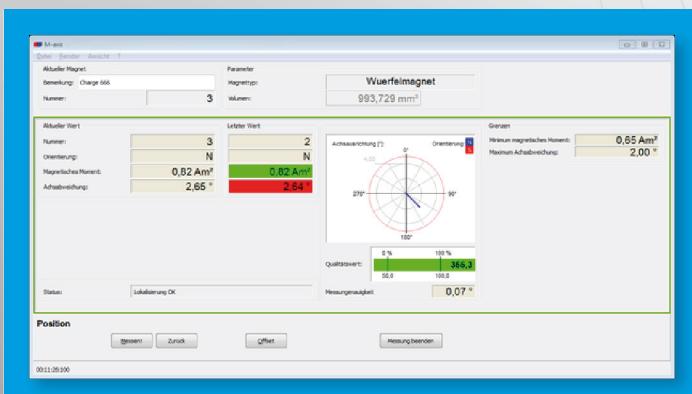 M-axis
Datei Fenster Ansicht ?
Aktueller Magnet
Parameter
Bemerkung: Charge 666
Magnettyp: Wuerfelmagnet
Nummer: 3
Volumen: 993,729 mm³
Aktueller Wert
Letzter Wert
Grenzen
Nummer: 3 2
Orientierung: N N
Magnetisches Moment: 0,82 Am² 0,82 Am²
Achsabweichung: 2,65 ° 2,64 °
Achsausrichtung [°]: Orientierung: N
S
0°
4,00
270° 90°
180°
Minimum magnetisches Moment: 0,65 Am²
Maximum Achsabweichung: 2,00 °
0 % 100 %
Qualitätswert: 366,3
50,0 100,0
Status: Lokalisierung OK
Messungenauigkeit: 0,07 °
Position
Messen! Zurück Offset Messung beenden
00:11:26:100